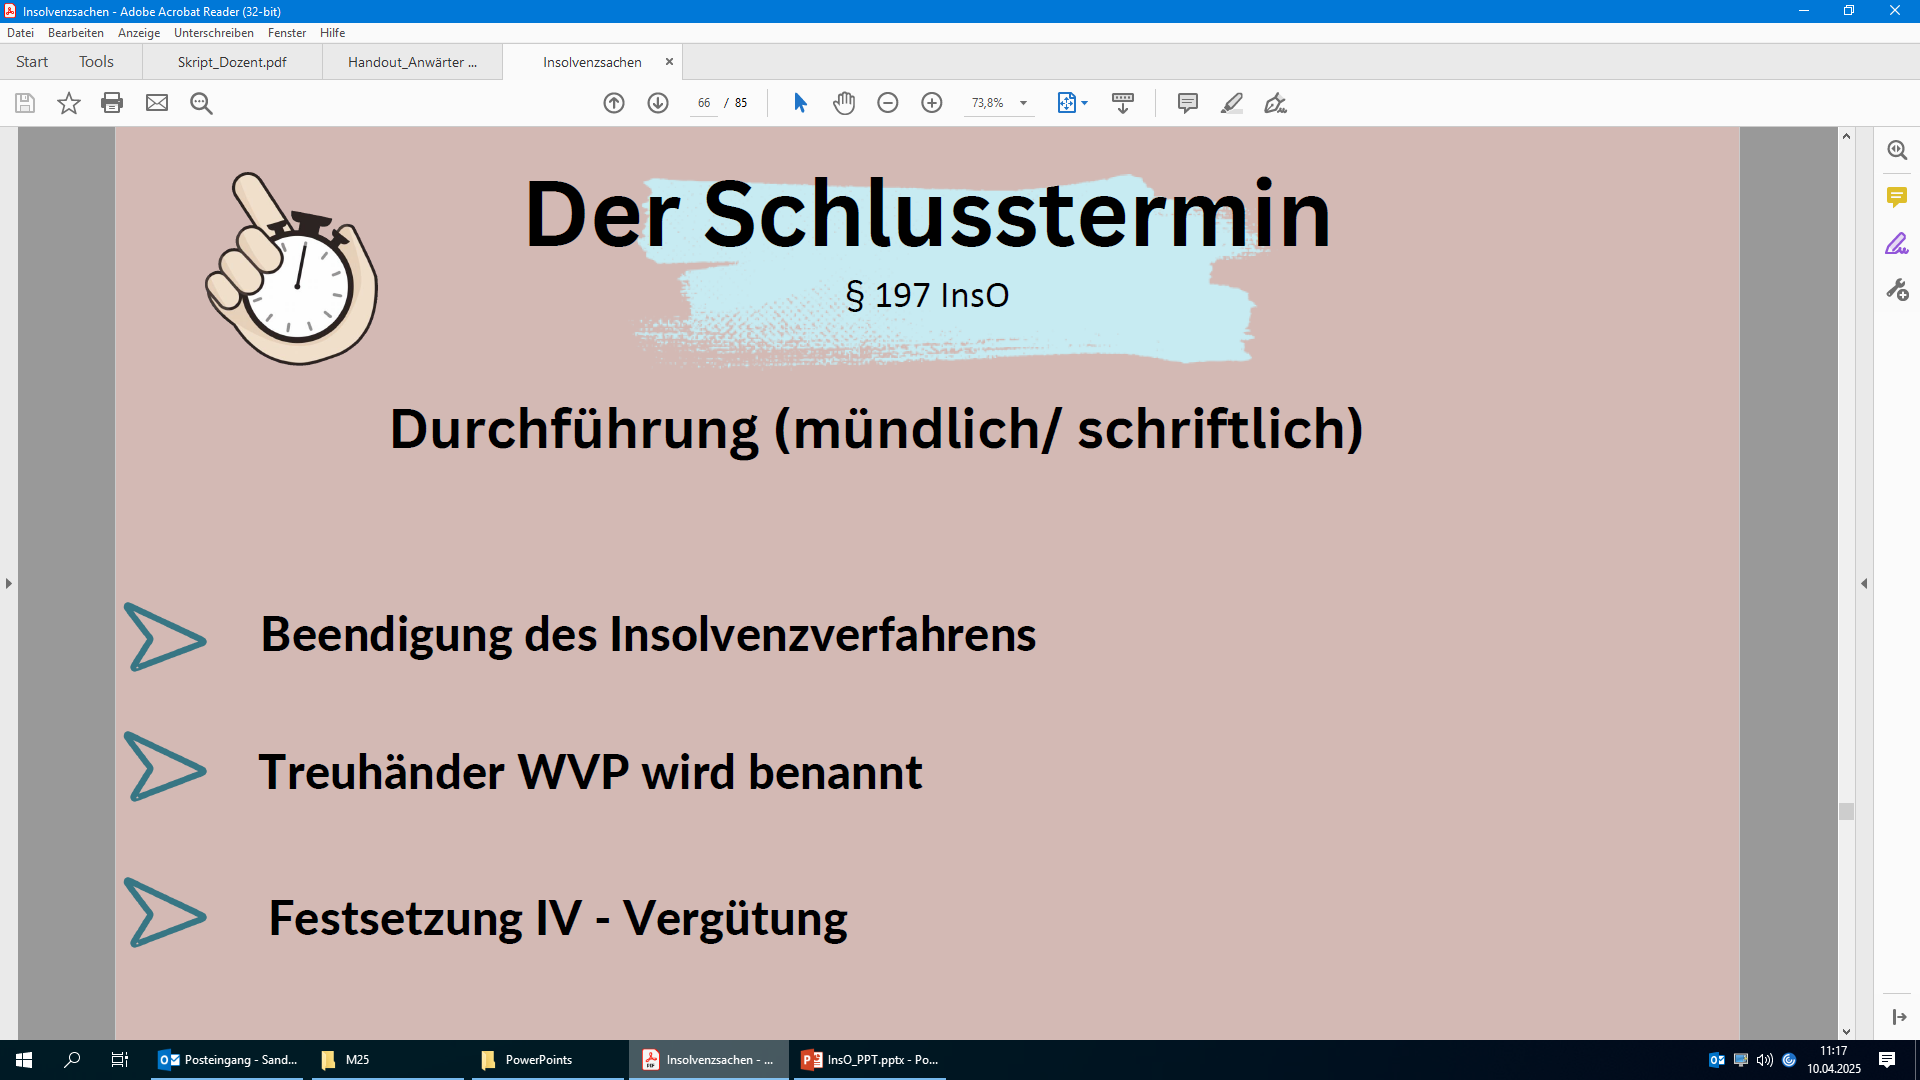 Insolvenzsachen - Adobe Acrobat Reader (32-bit)
Datei Bearbeiten Anzeige Unterschreiben Fenster Hilfe
Start Tools Skript_Dozent.pdf Handout_Anwärter ... Insolvenzsachen
66 / 85 73,8%
Der Schlusstermin
§ 197 InsO
Durchführung (mündlich/ schriftlich)
Beendigung des Insolvenzverfahrens
Treuhänder WVP wird benannt
Festsetzung IV - Vergütung
Posteingang - Sand... M25 PowerPoints Insolvenzsachen - ... InsO_PPT.pptx - Po... 11:17
10.04.2025